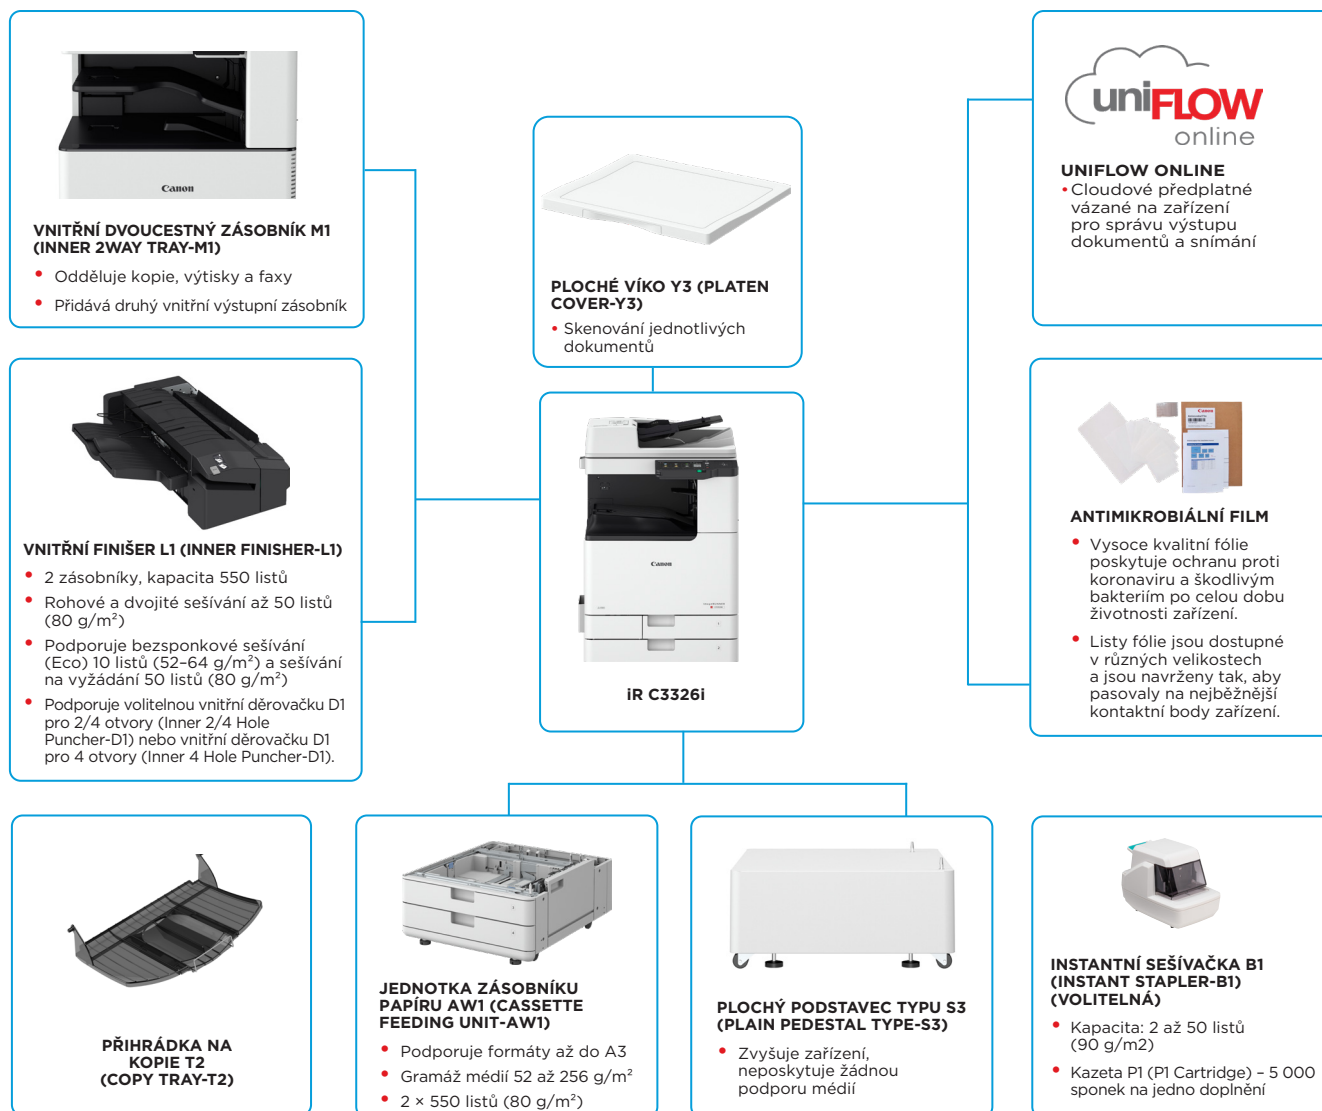 Canon
VNITŘNÍ DVOUCESTNÝ ZÁSOBNÍK M1
(INNER 2WAY TRAY-M1)
• Odděluje kopie, výtisky a faxy
• Přidává druhý vnitřní výstupní zásobník
PLOCHÉ VÍKO Y3 (PLATEN
COVER-Y3)
• Skenování jednotlivých
dokumentů
uniFLOW
online
UNIFLOW ONLINE
• Cloudové předplatné
vázané na zařízení
pro správu výstupu
dokumentů a snímání
VNITŘNÍ FINIŠER L1 (INNER FINISHER-L1)
• 2 zásobníky, kapacita 550 listů
• Rohové a dvojité sešívání až 50 listů
(80 g/m²)
• Podporuje bezsponkové sešívání
(Eco) 10 listů (52–64 g/m²) a sešívání
na vyžádání 50 listů (80 g/m²)
• Podporuje volitelnou vnitřní děrovačku D1
pro 2/4 otvory (Inner 2/4 Hole
Puncher-D1) nebo vnitřní děrovačku D1
pro 4 otvory (Inner 4 Hole Puncher-D1).
Canon
iR C3326i
Canon
ANTIMIKROBIÁLNÍ FILM
• Vysoce kvalitní fólie
poskytuje ochranu proti
koronaviru a škodlivým
bakteriím po celou dobu
životnosti zařízení.
• Listy fólie jsou dostupné
v různých velikostech
a jsou navrženy tak, aby
pasovaly na nejběžnější
kontaktní body zařízení.
PŘIHRÁDKA NA
KOPIE T2
(COPY TRAY-T2)
JEDNOTKA ZÁSOBNÍKU
PAPÍRU AW1 (CASSETTE
FEEDING UNIT-AW1)
• Podporuje formáty až do A3
• Gramáž médií 52 až 256 g/m²
• 2 × 550 listů (80 g/m²)
PLOCHÝ PODSTAVEC TYPU S3
(PLAIN PEDESTAL TYPE-S3)
• Zvyšuje zařízení,
neposkytuje žádnou
podporu médií
INSTANTNÍ SEŠÍVAČKA B1
(INSTANT STAPLER-B1)
(VOLITELNÁ)
• Kapacita: 2 až 50 listů
(90 g/m2)
• Kazeta P1 (P1 Cartridge) – 5 000
sponek na jedno doplnění